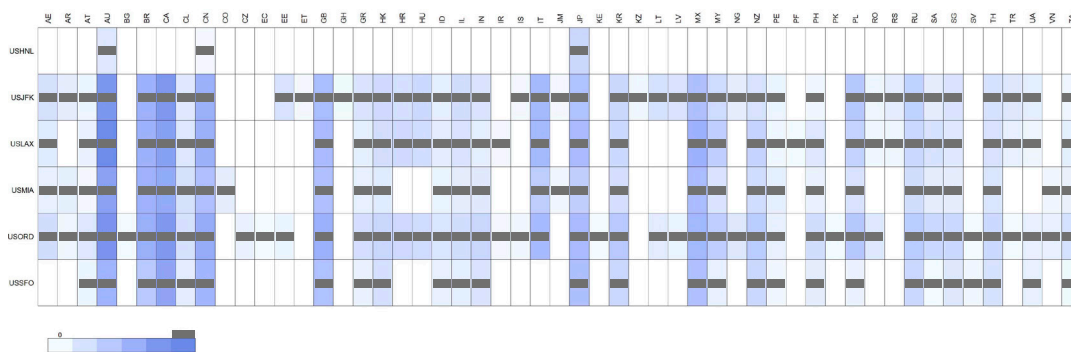 AE AR AT AU BG BR CA CL CN CO CZ EC EE ET GB GH GR HK HR HU ID IL IN IR IS IT JM JP KE KR KZ LT LV MX MY NG NZ PE PF PH PK PL RO RS RU SA SG SV TH TR UA VN
USHNL
USJFK
USLAX
USMIA
USORD
USSFO
0